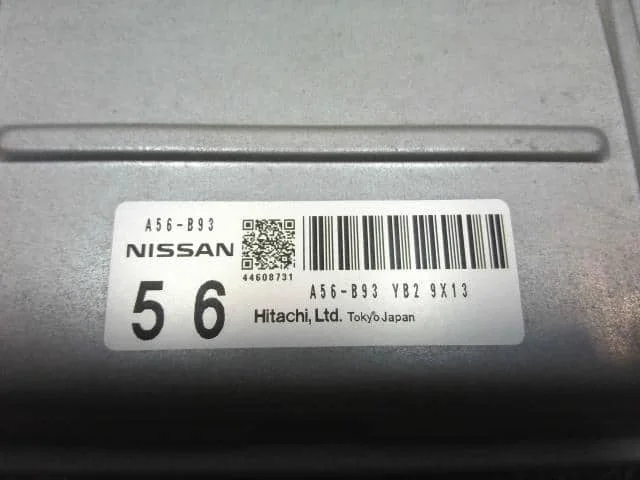 A56-B93
NISSAN
56
44608731
A56-B93 YB2 9X13
Hitachi, Ltd. Tokyo Japan